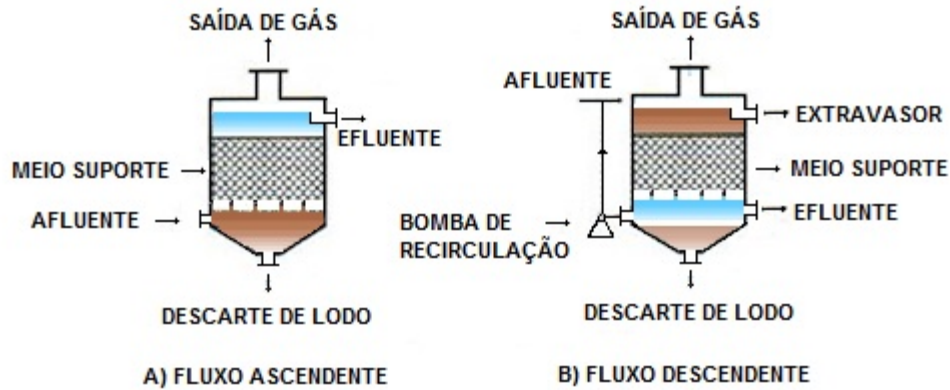 SAÍDA DE GÁS
EFLUENTE
MEIO SUPORTE
AFLUENTE
DESCARTE DE LODO
A) FLUXO ASCENDENTE
SAÍDA DE GÁS
AFLUENTE
EXTRAVASOR
MEIO SUPORTE
EFLUENTE
BOMBA DE
RECIRCULAÇÃO
DESCARTE DE LODO
B) FLUXO DESCENDENTE